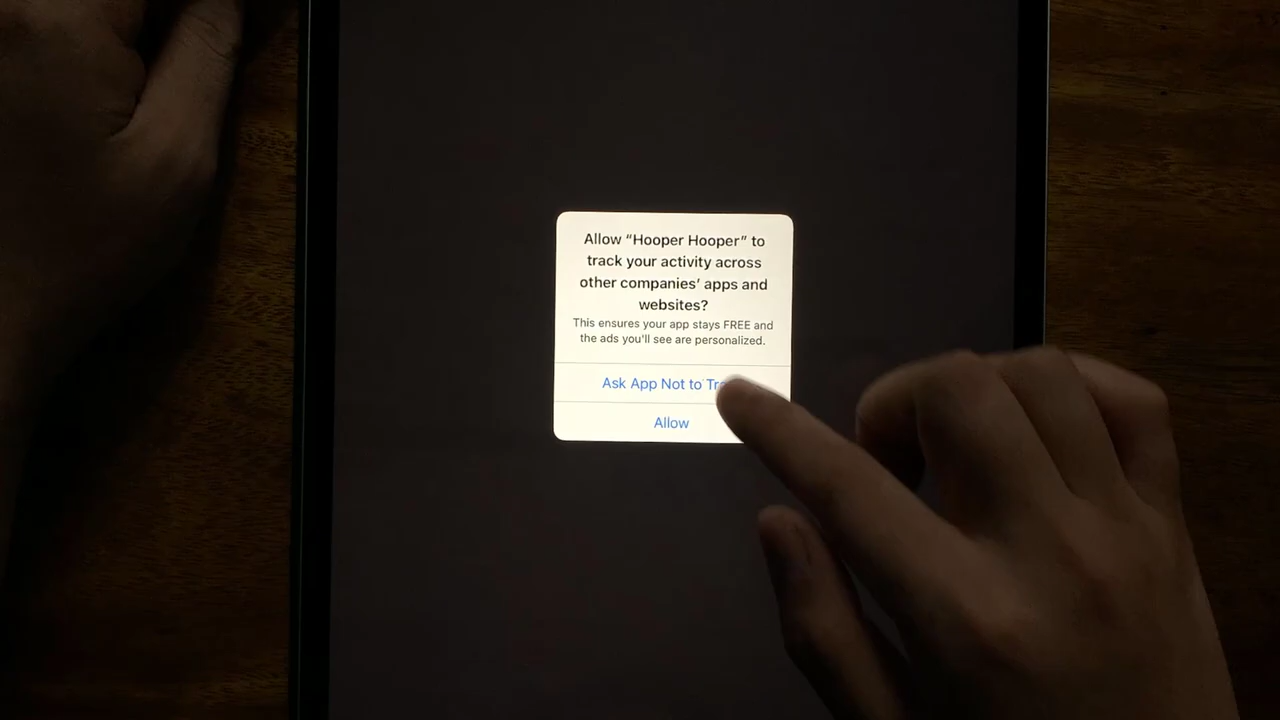 Allow “Hooper Hooper” to
track your activity across
other companies’ apps and
websites?
This ensures your app stays FREE and
the ads you'll see are personalized.
Ask App Not to
Allow